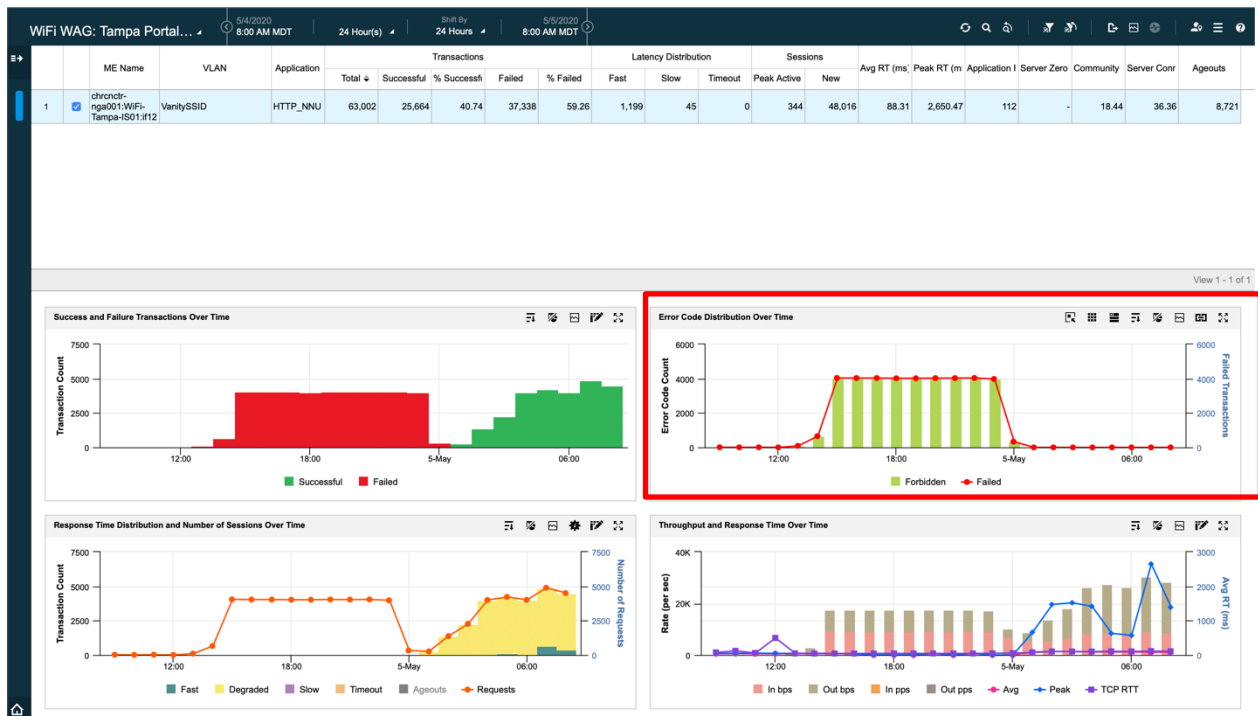 WiFi WAG: Tampa Portal...
5/4/2020
8:00 AM MDT
24 Hour(s)
Shift By
24 Hours
5/5/2020
8:00 AM MDT
ME Name
VLAN
Application
Transactions
Latency Distribution
Sessions
Avg RT (ms)
Peak RT (m
Application I
Server Zero
Community
Server Conr
Ageouts
Total
Successful
% Successfi
Failed
% Failed
Fast
Slow
Timeout
Peak Active
New
1
chrcnctr-
nga001:WiFi-
Tampa-IS01:if12
VanitySSID
HTTP_NNU
63,002
25,664
40.74
37,338
59.26
1,199
45
0
344
48,016
88.31
2,650.47
112
-
18.44
36.36
8,721
View 1 - 1 of 1
Success and Failure Transactions Over Time
Transaction Count
7500
5000
2500
0
12:00
18:00
5-May
06:00
Successful
Failed
Error Code Distribution Over Time
Error Code Count
6000
4000
2000
0
6000
4000
2000
0
Failed Transactions
12:00
18:00
5-May
06:00
Forbidden
Failed
Response Time Distribution and Number of Sessions Over Time
Transaction Count
7500
5000
2500
0
7500
5000
2500
0
Number of Requests
12:00
18:00
5-May
06:00
Fast
Degraded
Slow
Timeout
Ageouts
Requests
Throughput and Response Time Over Time
Rate (per sec)
40K
20K
0
3000
2000
1000
0
Avg RT (ms)
12:00
18:00
5-May
06:00
In bps
Out bps
In pps
Out pps
Avg
Peak
TCP RTT